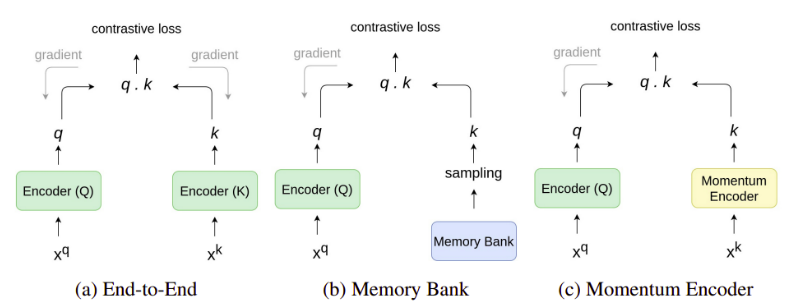 contrastive loss
gradient
gradient
q . k
q
k
Encoder (Q)
Encoder (K)
xq
xk
(a) End-to-End
contrastive loss
gradient
q . k
q
k
sampling
Encoder (Q)
Memory Bank
xq
(b) Memory Bank
contrastive loss
gradient
q . k
q
k
Encoder (Q)
Momentum
Encoder
xq
xk
(c) Momentum Encoder